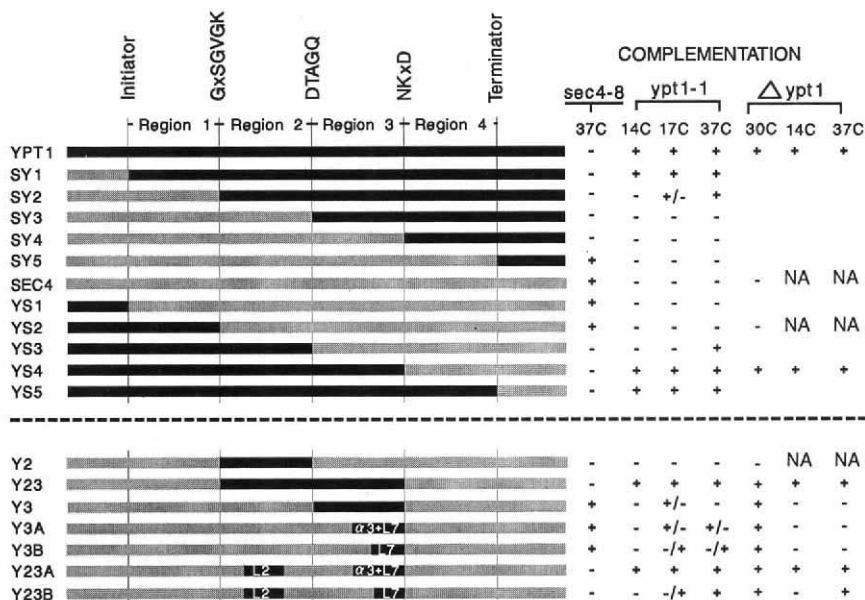 Initiator
GxSGVGK
DTAGQ
NKxD
Terminator
COMPLEMENTATION
sec4-8 ypt1-1 △ ypt1
Region 1 Region 2 Region 3 Region 4 37C 14C 17C 37C 30C 14C 37C
YPT1 - + + + + + +
SY1 - + + +
SY2 - - +/- +
SY3 - - - -
SY4 - - - -
SY5 + - - -
SEC4 + - - - - NA NA
YS1 + - - -
YS2 + - - - - NA NA
YS3 - - - +
YS4 - + + + + + +
YS5 - + + +
Y2 - - - - - NA NA
Y23 - + + + + + +
Y3 + - +/- - + - -
Y3A α3+L7 + - +/- +/- + - -
Y3B L7 + - -/+ -/+ + - -
Y23A L2 α3+L7 - + + + + + +
Y23B L2 L7 - - -/+ + + - +